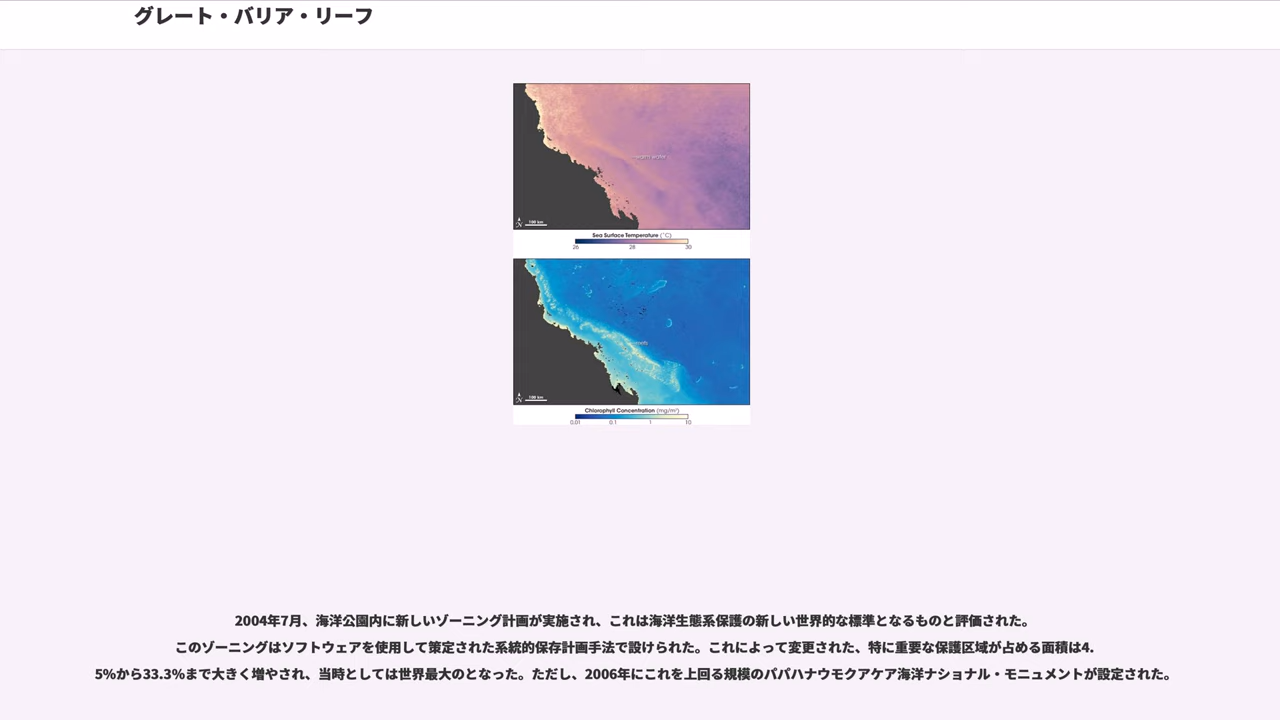 グレート・バリア・リーフ
warm water
N
100 km
Sea Surface Temperature (˚C)
26 28 30
reefs
N
100 km
Chlorophyll Concentration (mg/m³)
0.01 0.1 1 10
2004年7月、海洋公園内に新しいゾーニング計画が実施され、これは海洋生態系保護の新しい世界的な標準となるものと評価された。
このゾーニングはソフトウェアを使用して策定された系統的保存計画手法で設けられた。これによって変更された、特に重要な保護区域が占める面積は4.
5%から33.3%まで大きく増やされ、当時としては世界最大のとなった。ただし、2006年にこれを上回る規模のパパハナウモクアケア海洋ナショナル・モニュメントが設定された。